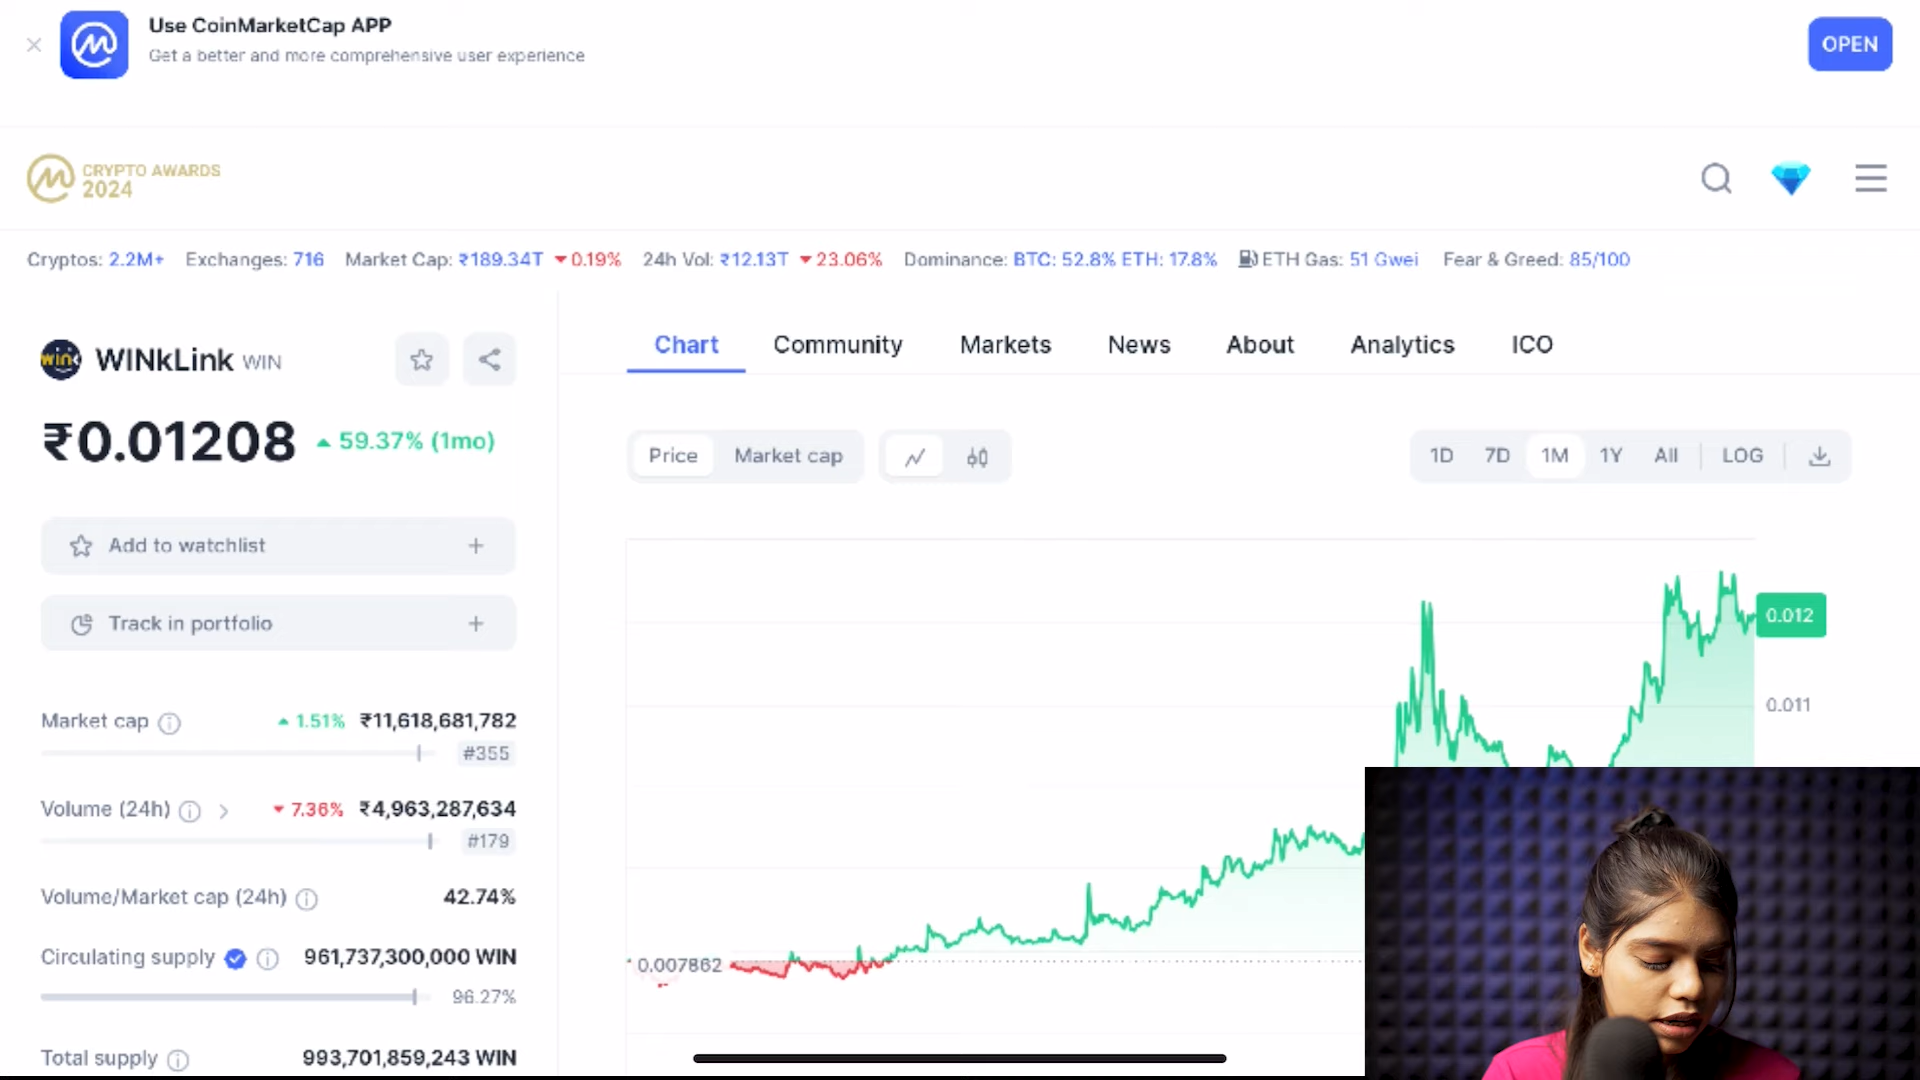 Use CoinMarketCap APP
Get a better and more comprehensive user experience
OPEN
CRYPTO AWARDS
2024
Cryptos: 2.2M+ Exchanges: 716 Market Cap: ₹189.34T 0.19% 24h Vol: ₹12.13T 23.06% Dominance: BTC: 52.8% ETH: 17.8% ETH Gas: 51 Gwei Fear & Greed: 85/100
win
WINkLink WIN
₹0.01208 59.37% (1mo)
Add to watchlist +
Track in portfolio +
Market cap 1.51% ₹11,618,681,782
#355
Volume (24h) 7.36% ₹4,963,287,634
#179
Volume/Market cap (24h) 42.74%
Circulating supply 961,737,300,000 WIN
96.27%
Total supply 993,701,859,243 WIN
Chart Community Markets News About Analytics ICO
Price Market cap
1D 7D 1M 1Y All LOG
0.012
0.011
0.007862